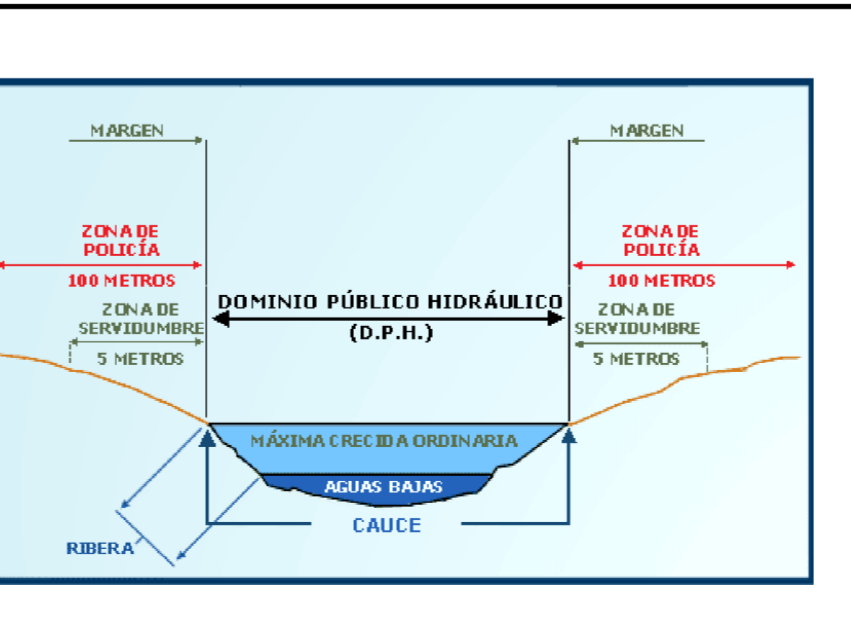 MARGEN
MARGEN
ZONA DE
POLICÍA
100 METROS
ZONA DE
POLICÍA
100 METROS
ZONA DE
SERVIDUMBRE
5 METROS
DOMINIO PÚBLICO HIDRÁULICO
(D.P.H.)
ZONA DE
SERVIDUMBRE
5 METROS
MÁXIMA CRECIDA ORDINARIA
AGUAS BAJAS
CAUCE
RIBERA